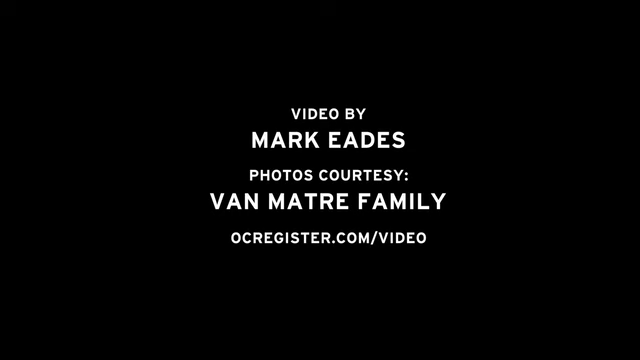 VIDEO BY
MARK EADES
PHOTOS COURTESY:
VAN MATRE FAMILY
OCREGISTER.COM/VIDEO